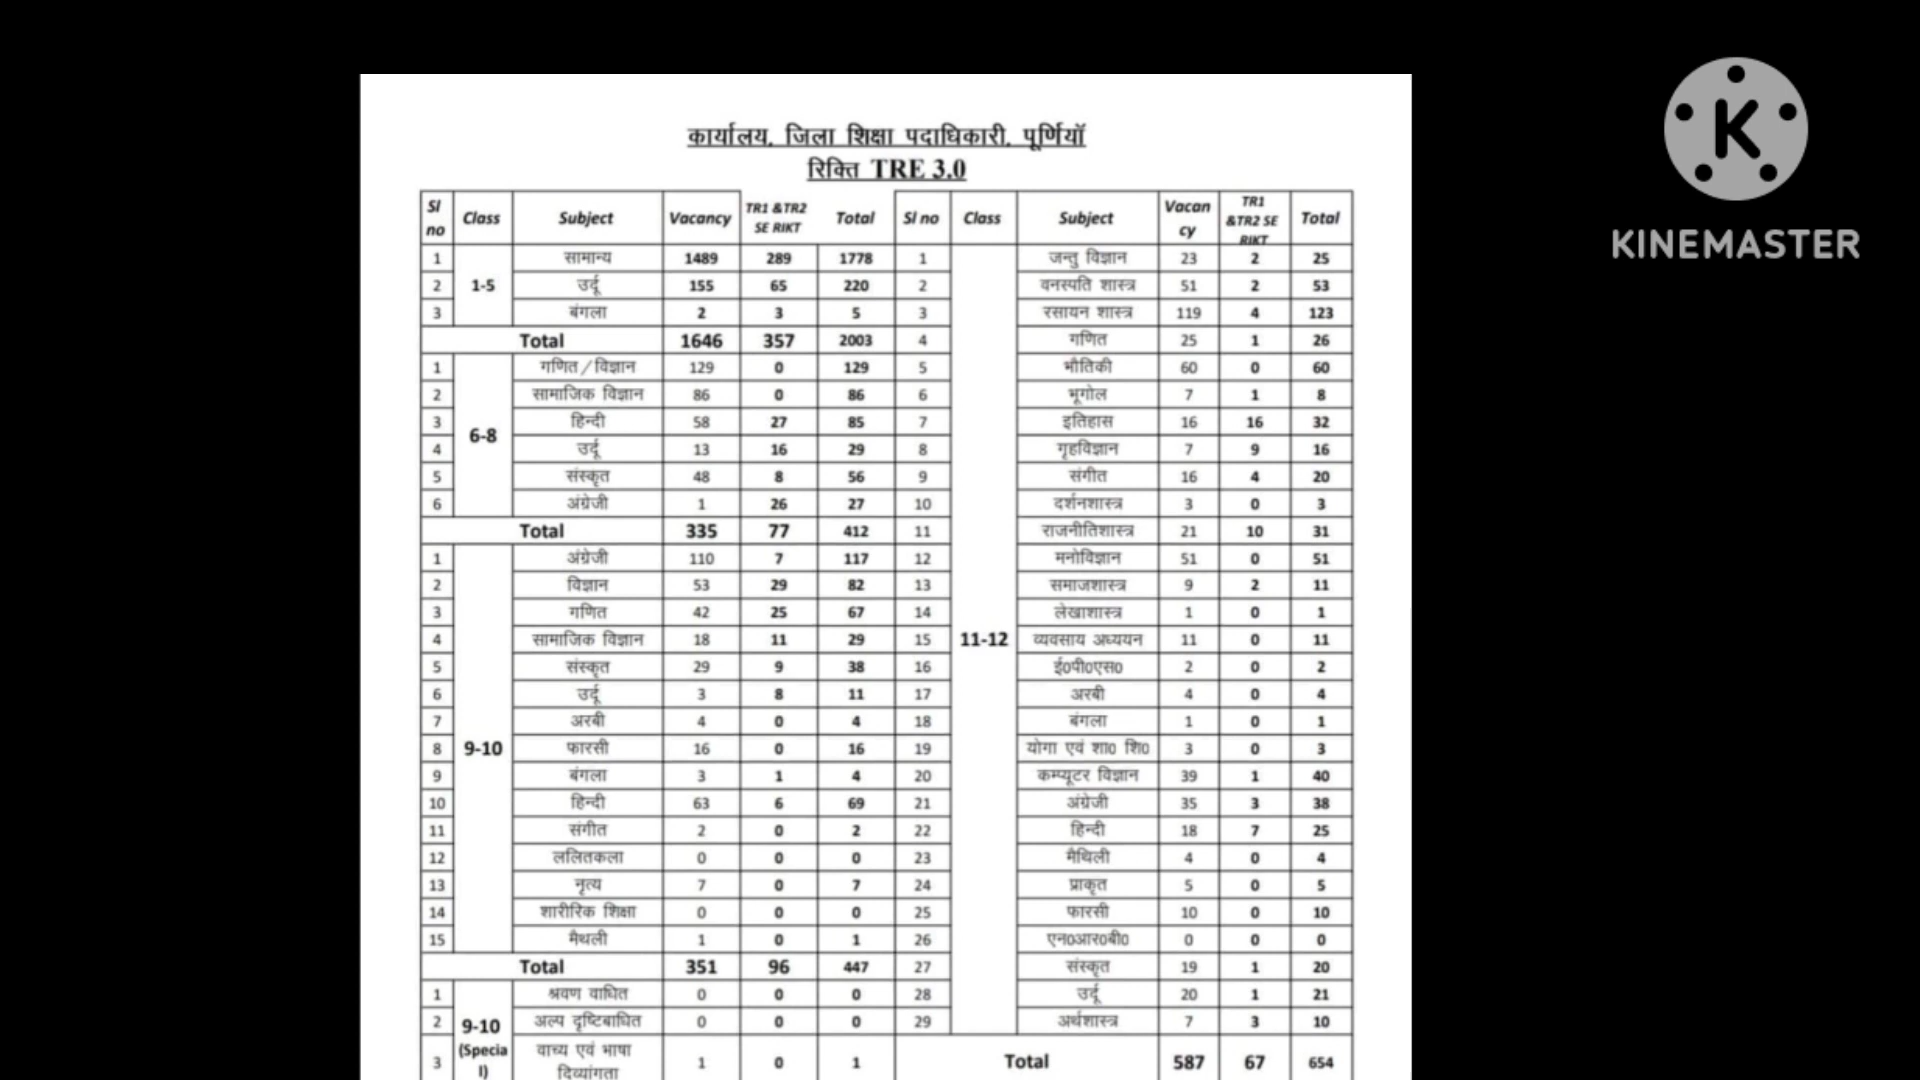 कार्यालय, जिला शिक्षा पदाधिकारी, पूर्णियाँ
रिक्ति TRE 3.0
KINEMASTER
Sl no Class Subject Vacancy TR1 &TR2 SE RIKT Total Sl no Class Subject Vacancy TR1 &TR2 SE RIKT Total
1 1-5 सामान्य 1489 289 1778 1 11-12 जन्तु विज्ञान 23 2 25
2 उर्दू 155 65 220 2 वनस्पति शास्त्र 51 2 53
3 बंगला 2 3 5 3 रसायन शास्त्र 119 4 123
Total 1646 357 2003 4 गणित 25 1 26
1 6-8 गणित/विज्ञान 129 0 129 5 भौतिकी 60 0 60
2 सामाजिक विज्ञान 86 0 86 6 भूगोल 7 1 8
3 हिन्दी 58 27 85 7 इतिहास 16 16 32
4 उर्दू 13 16 29 8 गृहविज्ञान 7 9 16
5 संस्कृत 48 8 56 9 संगीत 16 4 20
6 अंग्रेजी 1 26 27 10 दर्शनशास्त्र 3 0 3
Total 335 77 412 11 राजनीतिशास्त्र 21 10 31
1 9-10 अंग्रेजी 110 7 117 12 मनोविज्ञान 51 0 51
2 विज्ञान 53 29 82 13 समाजशास्त्र 9 2 11
3 गणित 42 25 67 14 लेखाशास्त्र 1 0 1
4 सामाजिक विज्ञान 18 11 29 15 व्यवसाय अध्ययन 11 0 11
5 संस्कृत 29 9 38 16 ई0पी0एस0 2 0 2
6 उर्दू 3 8 11 17 अरबी 4 0 4
7 अरबी 4 0 4 18 बंगला 1 0 1
8 फारसी 16 0 16 19 योगा एवं शा0 शि0 3 0 3
9 बंगला 3 1 4 20 कम्प्यूटर विज्ञान 39 1 40
10 हिन्दी 63 6 69 21 अंग्रेजी 35 3 38
11 संगीत 2 0 2 22 हिन्दी 18 7 25
12 ललितकला 0 0 0 23 मैथिली 4 0 4
13 नृत्य 7 0 7 24 प्राकृत 5 0 5
14 शारीरिक शिक्षा 0 0 0 25 फारसी 10 0 10
15 मैथली 1 0 1 26 एन0आर0बी0 0 0 0
Total 351 96 447 27 संस्कृत 19 1 20
1 9-10 (Special) श्रवण वाधित 0 0 0 28 उर्दू 20 1 21
2 अल्प दृष्टिबाधित 0 0 0 29 अर्थशास्त्र 7 3 10
3 वाच्य एवं भाषा दिव्यांगता 1 0 1 Total 587 67 654